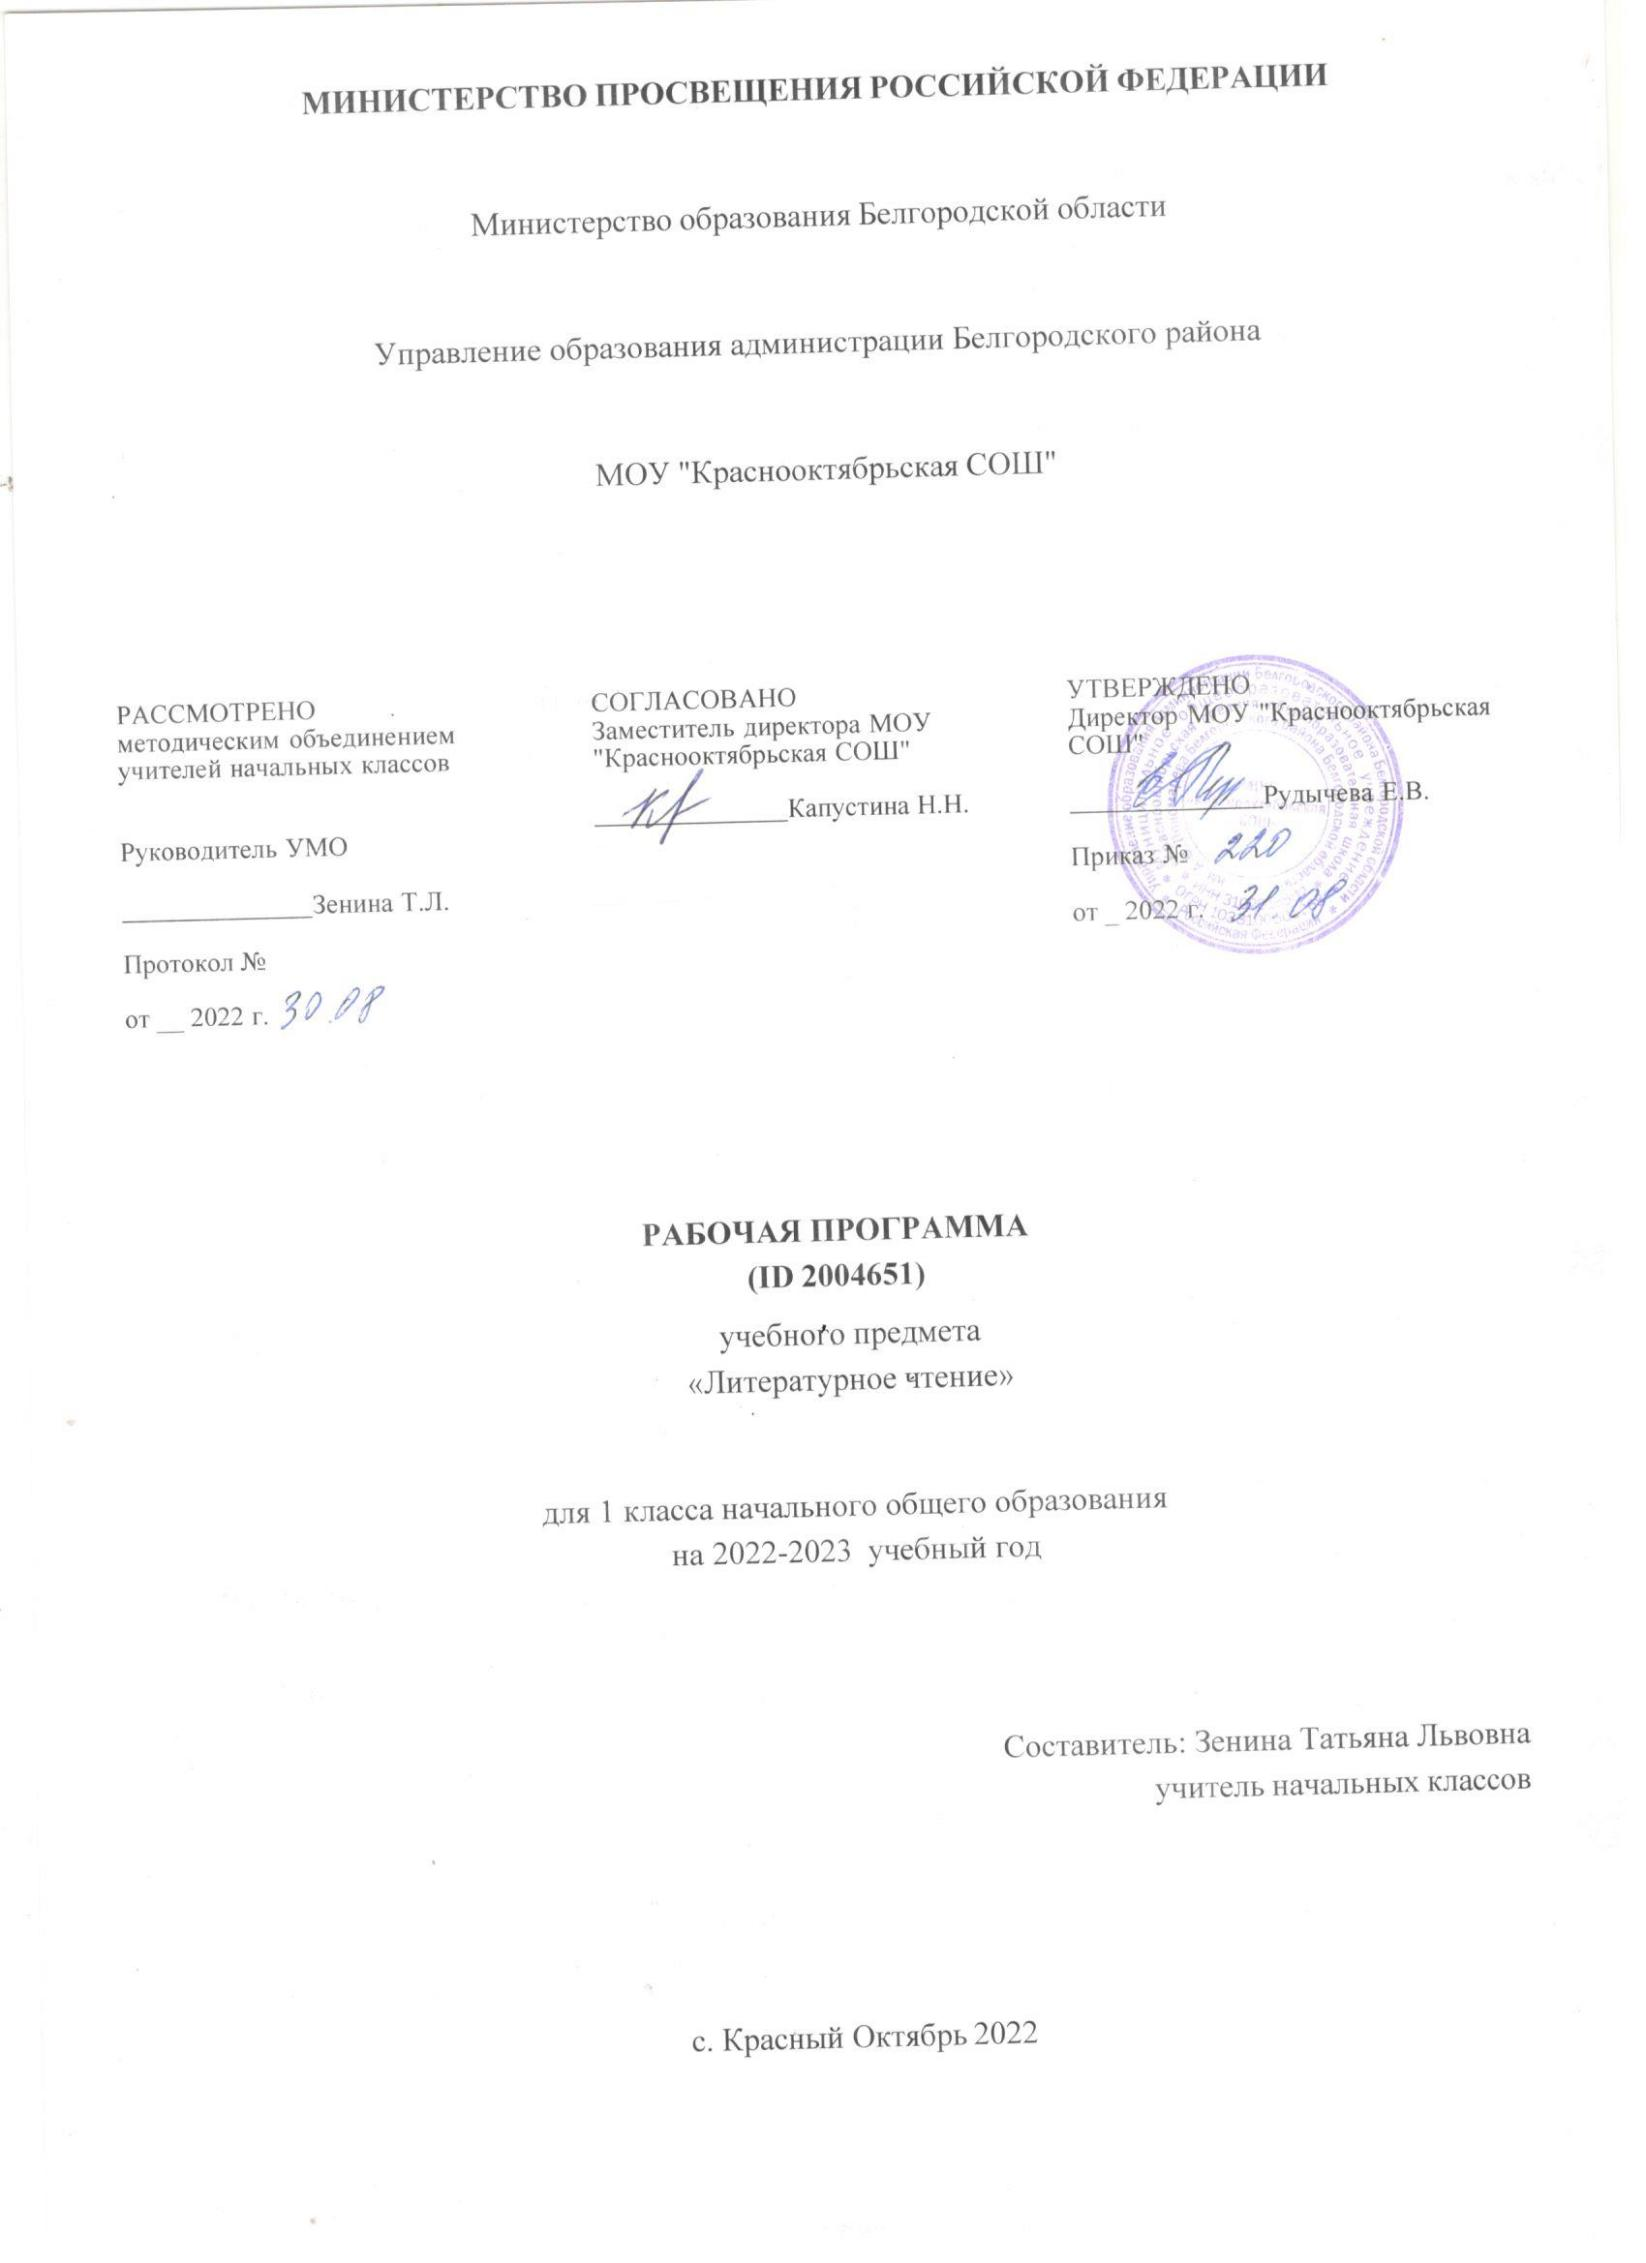 МИНИСТЕРСТВО ПРОСВЕЩЕНИЯ РОССИЙСКОЙ ФЕДЕРАЦИИ
Министерство образования Белгородской области
Управление образования администрации Белгородского района
МОУ "Краснооктябрьская СОШ"
РАССМОТРЕНО
методическим объединением
учителей начальных классов
Руководитель УМО
______________Зенина Т.Л.
Протокол №
от __ 2022 г. 30.08
СОГЛАСОВАНО
Заместитель директора МОУ
"Краснооктябрьская СОШ"
______________Капустина Н.Н.
УТВЕРЖДЕНО
Директор МОУ "Краснооктябрьская
СОШ"
______________Рудычева Е.В.
Приказ № 220
от _ 2022 г. 31.08
РАБОЧАЯ ПРОГРАММА
(ID 2004651)
учебного предмета
«Литературное чтение»
для 1 класса начального общего образования
на 2022-2023 учебный год
Составитель: Зенина Татьяна Львовна
учитель начальных классов
с. Красный Октябрь 2022